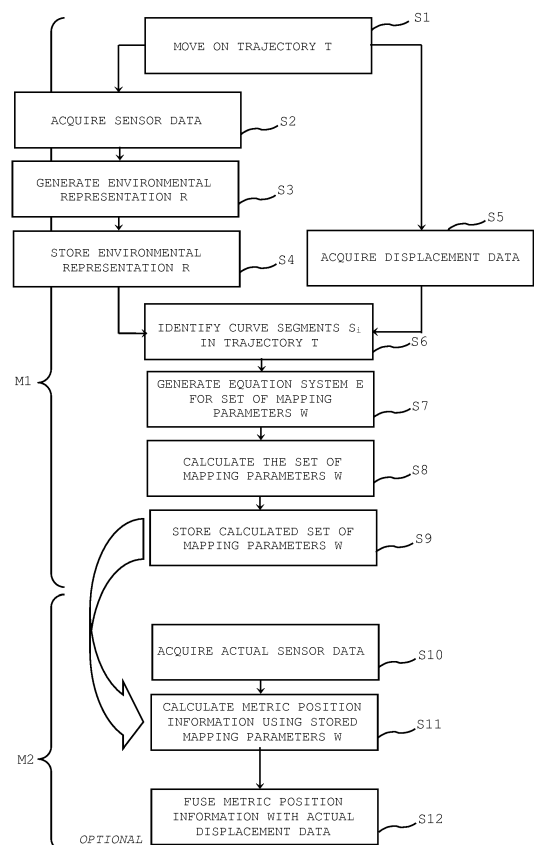 S1
MOVE ON TRAJECTORY T
ACQUIRE SENSOR DATA
S2
GENERATE ENVIRONMENTAL
REPRESENTATION R
S3
STORE ENVIRONMENTAL
REPRESENTATION R
S4
S5
ACQUIRE DISPLACEMENT DATA
IDENTIFY CURVE SEGMENTS Si
IN TRAJECTORY T
S6
M1
GENERATE EQUATION SYSTEM E
FOR SET OF MAPPING
PARAMETERS W
S7
CALCULATE THE SET OF
MAPPING PARAMETERS W
S8
STORE CALCULATED SET OF
MAPPING PARAMETERS W
S9
ACQUIRE ACTUAL SENSOR DATA
S10
CALCULATE METRIC POSITION
INFORMATION USING STORED
MAPPING PARAMETERS W
S11
M2
FUSE METRIC POSITION
INFORMATION WITH ACTUAL
DISPLACEMENT DATA
S12
OPTIONAL